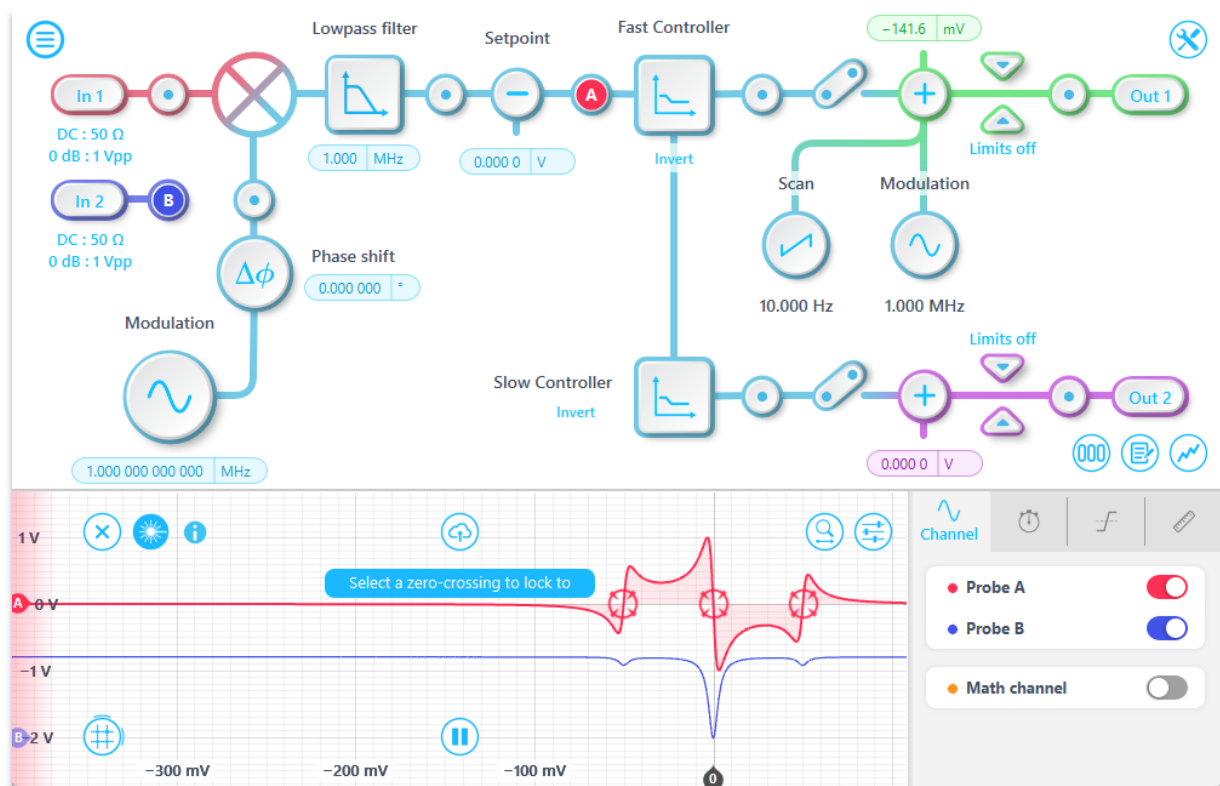 Lowpass filter
Setpoint
Fast Controller
−141.6 mV
In 1
A
Out 1
DC : 50 Ω
0 dB : 1 Vpp
1.000 MHz
0.000 0 V
Invert
Limits off
Scan
Modulation
In 2
B
DC : 50 Ω
0 dB : 1 Vpp
Phase shift
Δϕ
0.000 000 °
10.000 Hz
1.000 MHz
Modulation
Limits off
Slow Controller
Invert
Out 2
1.000 000 000 000 MHz
0.000 0 V
000
i
1 V
Select a zero-crossing to lock to
A
0 V
−1 V
B
−2 V
−300 mV
−200 mV
−100 mV
0
Channel
Probe A
Probe B
Math channel